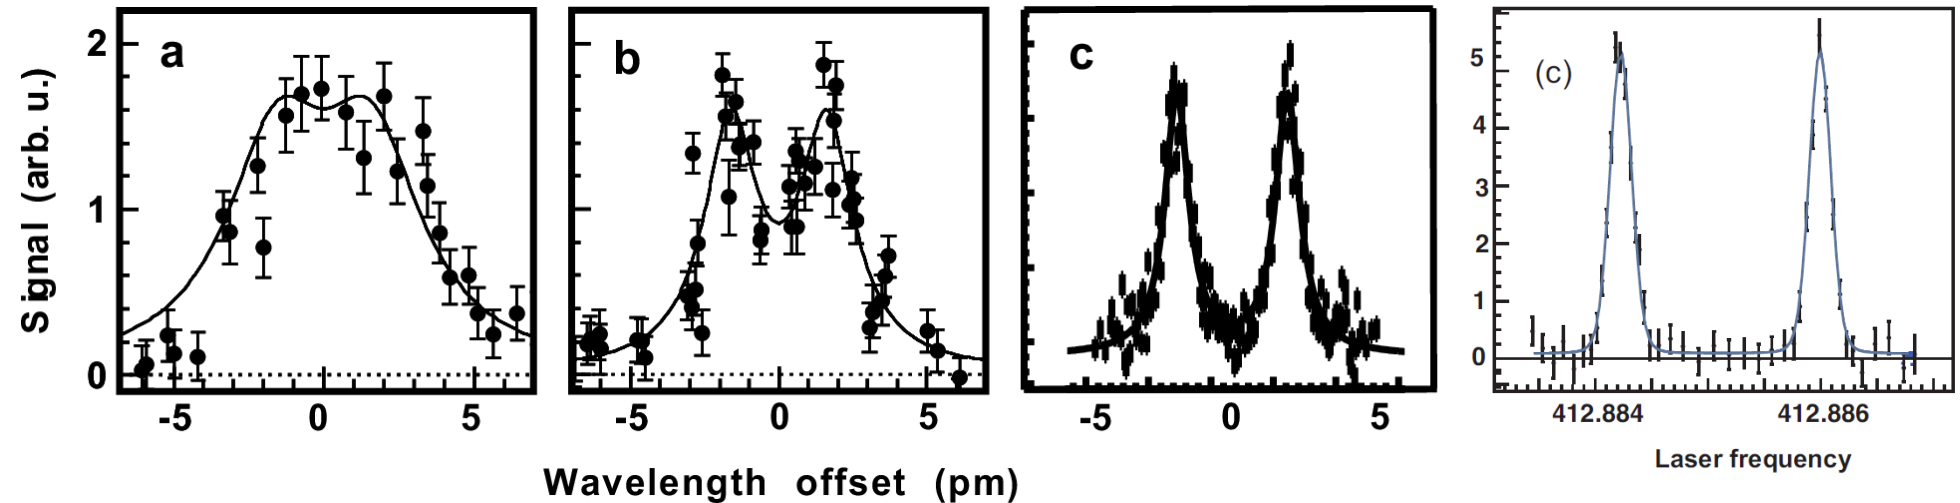 a
b
c
(c)
2
1
0
Signal (arb. u.)
-5 0 5
-5 0 5
-5 0 5
5
4
3
2
1
0
412.884 412.886
Laser frequency
Wavelength offset (pm)